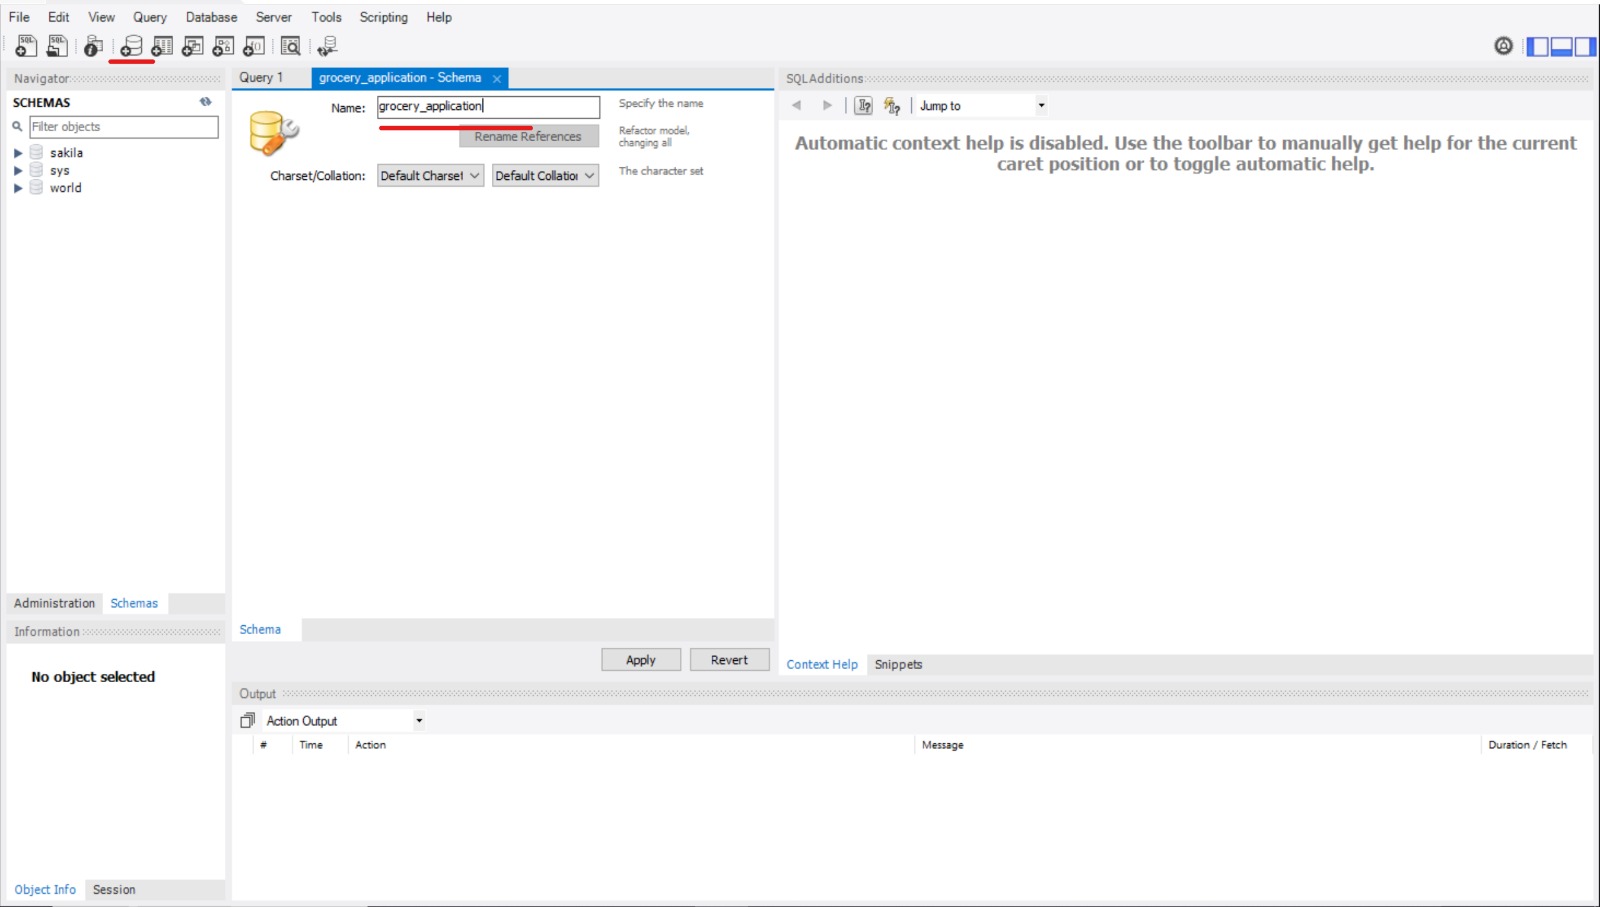 File Edit View Query Database Server Tools Scripting Help
Navigator
SCHEMAS
Filter objects
sakila
sys
world
Administration Schemas
Information
No object selected
Object Info Session
Query 1 grocery_application - Schema
Name: grocery_application Specify the name
Rename References Refactor model,
changing all
Charset/Collation: Default Charset Default Collation The character set
Schema
Apply Revert
SQLAdditions
Jump to
Automatic context help is disabled. Use the toolbar to manually get help for the current
caret position or to toggle automatic help.
Context Help Snippets
Output
Action Output
# Time Action Message Duration / Fetch